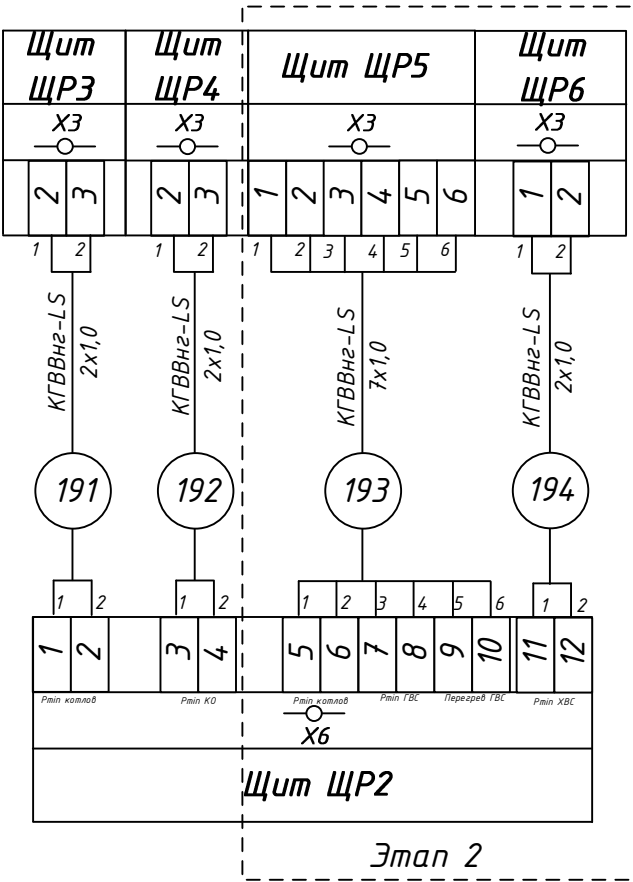 Щит ЩР3
Щит ЩР4
Щит ЩР5
Щит ЩР6
X3
X3
X3
X3
2 3
2 3
1 2 3 4 5 6
1 2
1 2
1 2
1 2 3 4 5 6
1 2
КГВВнг-LS 2x1,0
КГВВнг-LS 2x1,0
КГВВнг-LS 7x1,0
КГВВнг-LS 2x1,0
191
192
193
194
1 2
1 2
1 2 3 4 5 6
1 2
1 2
3 4
5 6 7 8 9 10
11 12
Pmin котлов
Pmin КО
Pmin котлов
Pmin ГВС
Перегрев ГВС
Pmin ХВС
X6
Щит ЩР2
Этап 2